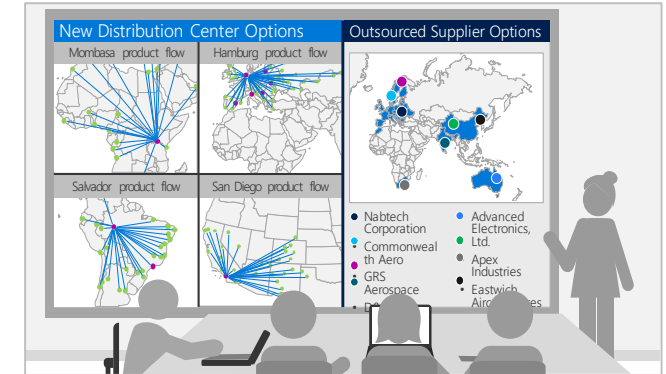 New Distribution Center Options
Outsourced Supplier Options
Mombasa product flow
Hamburg product flow
Salvador product flow
San Diego product flow
Nabtech
Corporation
Commonweal
th Aero
GRS
Aerospace
Advanced
Electronics,
Ltd.
Apex
Industries
Eastwich